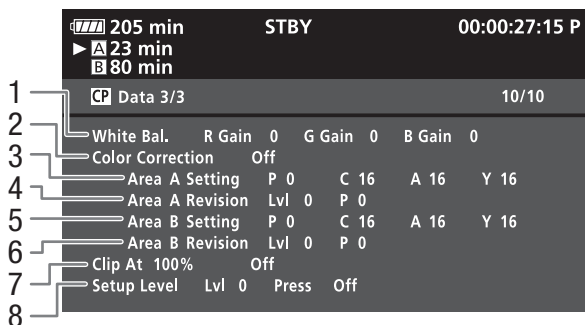 205 min STBY 00:00:27:15 P
A 23 min
B 80 min
CP Data 3/3 10/10
1 White Bal. R Gain 0 G Gain 0 B Gain 0
2 Color Correction Off
3 Area A Setting P 0 C 16 A 16 Y 16
4 Area A Revision Lvl 0 P 0
5 Area B Setting P 0 C 16 A 16 Y 16
6 Area B Revision Lvl 0 P 0
7 Clip At 100% Off
8 Setup Level Lvl 0 Press Off